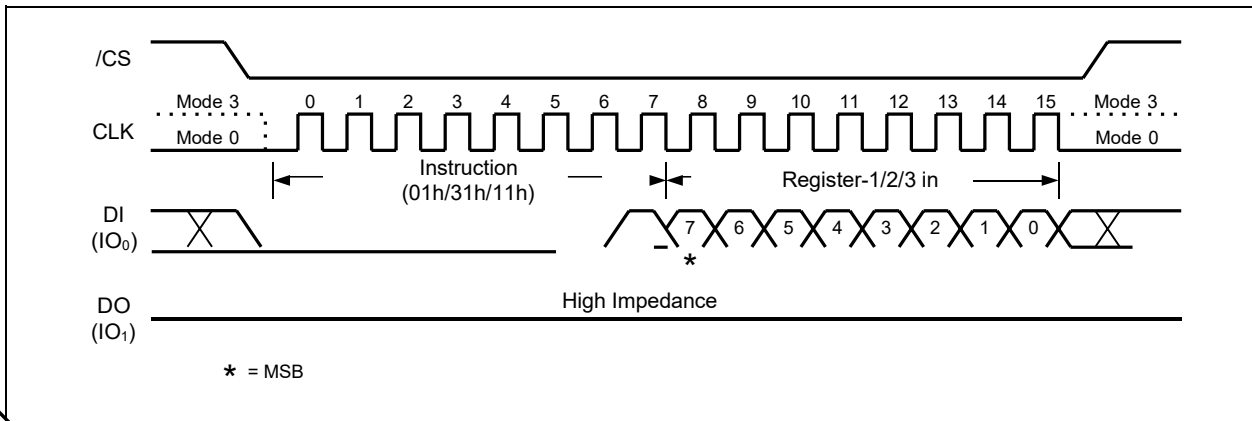 /CS
Mode 3 0 1 2 3 4 5 6 7 8 9 10 11 12 13 14 15 Mode 3
CLK
Mode 0 Mode 0
Instruction
(01h/31h/11h)
Register-1/2/3 in
DI
(IO₀)
7 6 5 4 3 2 1 0
*
High Impedance
DO
(IO₁)
* = MSB